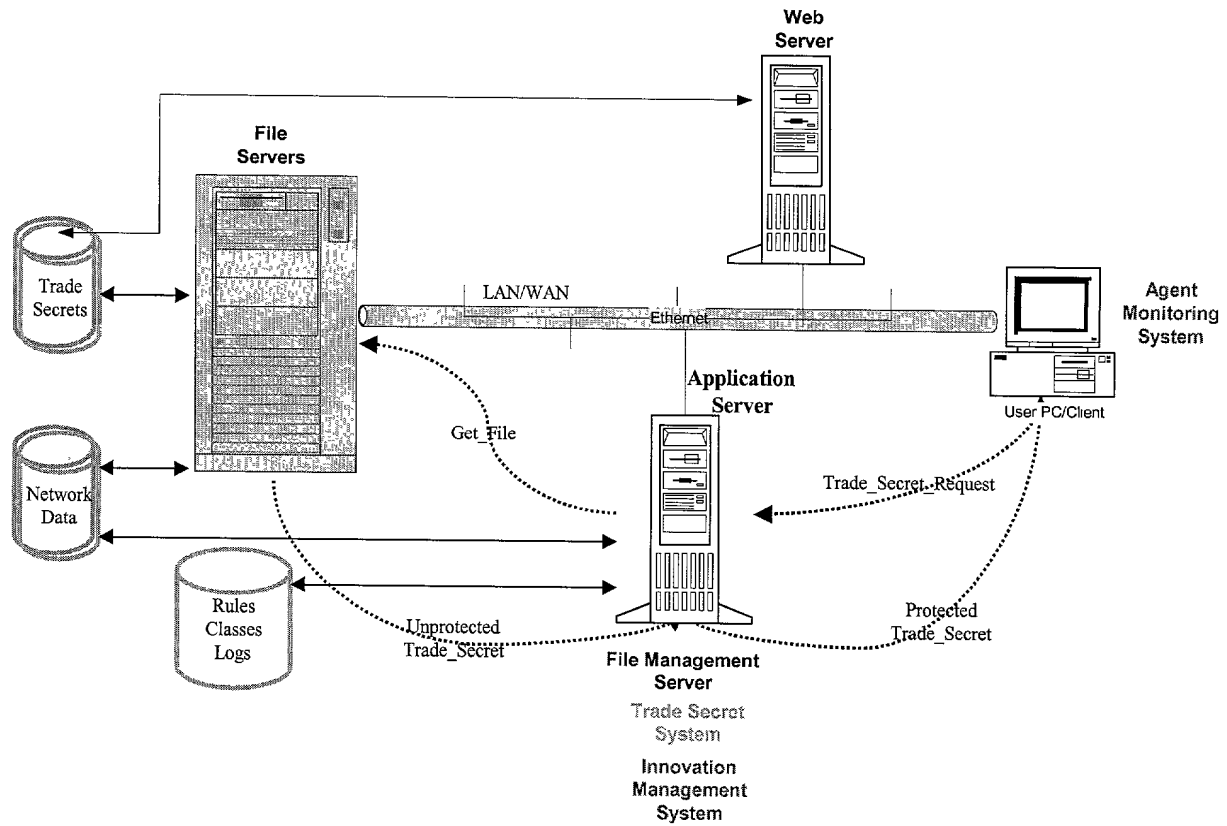 Web
Server
File
Servers
Trade
Secrets
LAN/WAN
Ethernet
Agent
Monitoring
System
Application
Server
User PC/Client
Get_File
Trade_Secret_Request
Network
Data
Rules
Classes
Logs
Unprotected
Trade_Secret
Protected
Trade_Secret
File Management
Server
Trade Secret
System
Innovation
Management
System